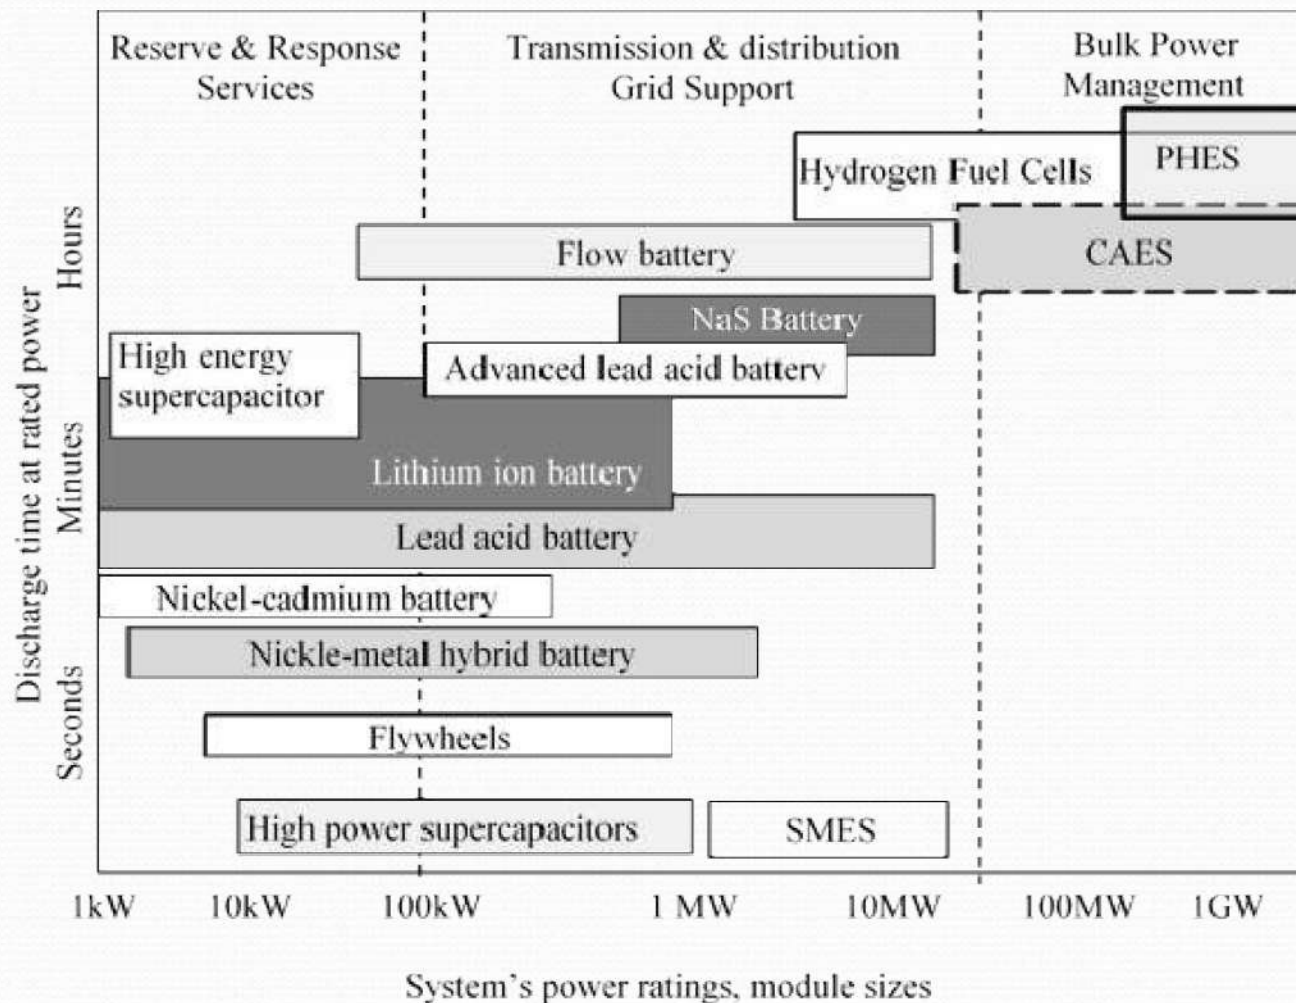 Reserve & Response
Services
Transmission & distribution
Grid Support
Bulk Power
Management
Hydrogen Fuel Cells
PHES
Flow battery
CAES
NaS Battery
High energy
supercapacitor
Advanced lead acid battery
Lithium ion battery
Lead acid battery
Nickel-cadmium battery
Nickle-metal hybrid battery
Flywheels
High power supercapacitors
SMES
Discharge time at rated power
Hours
Minutes
Seconds
1kW 10kW 100kW 1 MW 10MW 100MW 1GW
System's power ratings, module sizes